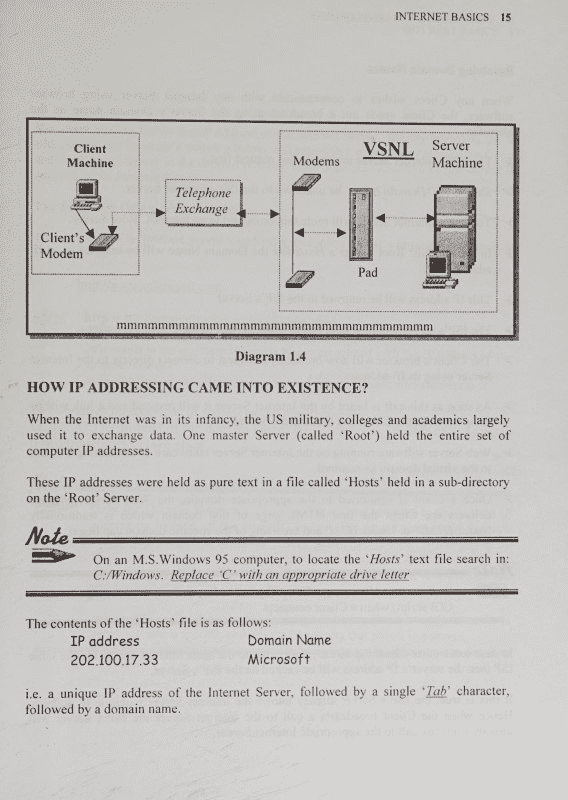 INTERNET BASICS 15
Client
Machine
Client's
Modem
Telephone
Exchange
Modems
VSNL
Server
Machine
Pad
mmmmmmmmmmmmmmmmmmmmmmmmmmmmmmmmmmmmm
Diagram 1.4
HOW IP ADDRESSING CAME INTO EXISTENCE?
When the Internet was in its infancy, the US military, colleges and academics largely
used it to exchange data. One master Server (called ‘Root’) held the entire set of
computer IP addresses.
These IP addresses were held as pure text in a file called ‘Hosts’ held in a sub-directory
on the ‘Root’ Server.
Note
On an M.S.Windows 95 computer, to locate the ‘Hosts’ text file search in:
C:/Windows. Replace ‘C’ with an appropriate drive letter
The contents of the ‘Hosts’ file is as follows:
IP address Domain Name
202.100.17.33 Microsoft
i.e. a unique IP address of the Internet Server, followed by a single ‘Tab’ character,
followed by a domain name.